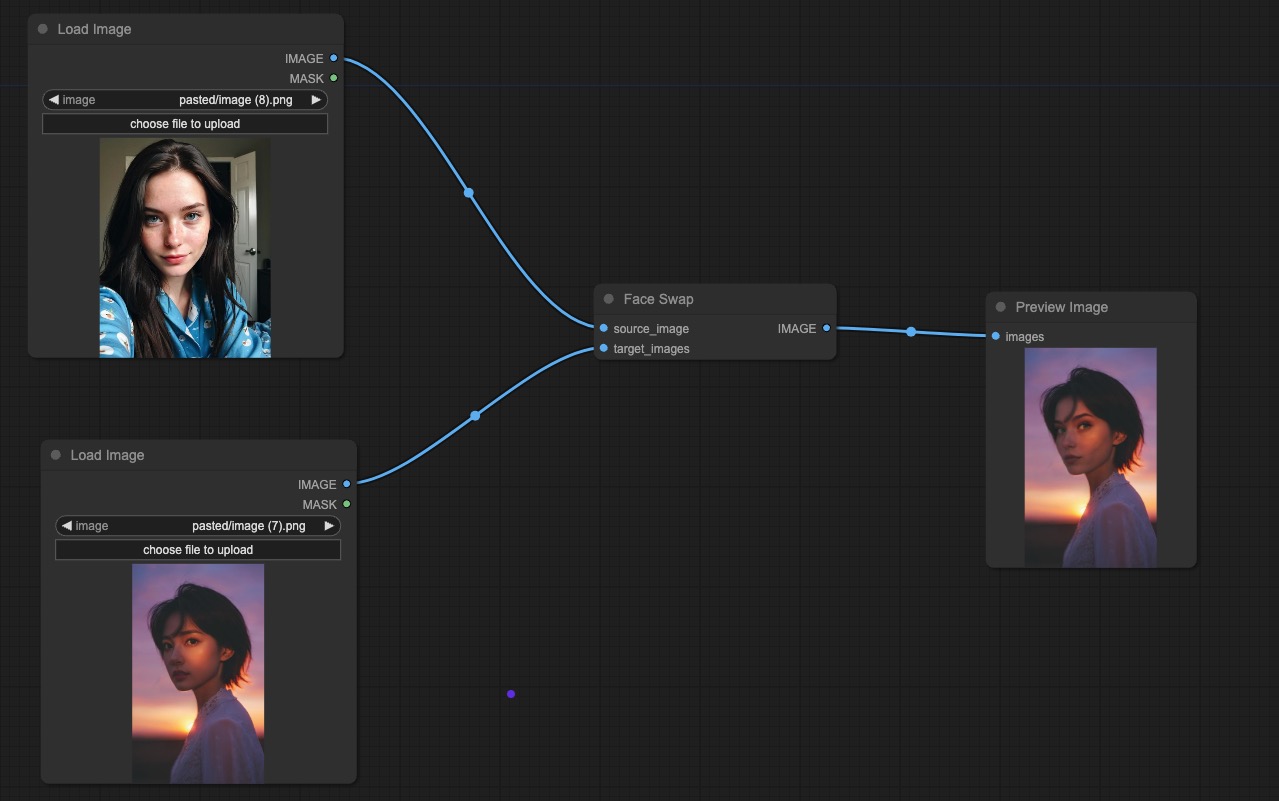 Load Image
IMAGE
MASK
image pasted/image (8).png
choose file to upload
Face Swap
source_image IMAGE
target_images
Preview Image
images
Load Image
IMAGE
MASK
image pasted/image (7).png
choose file to upload